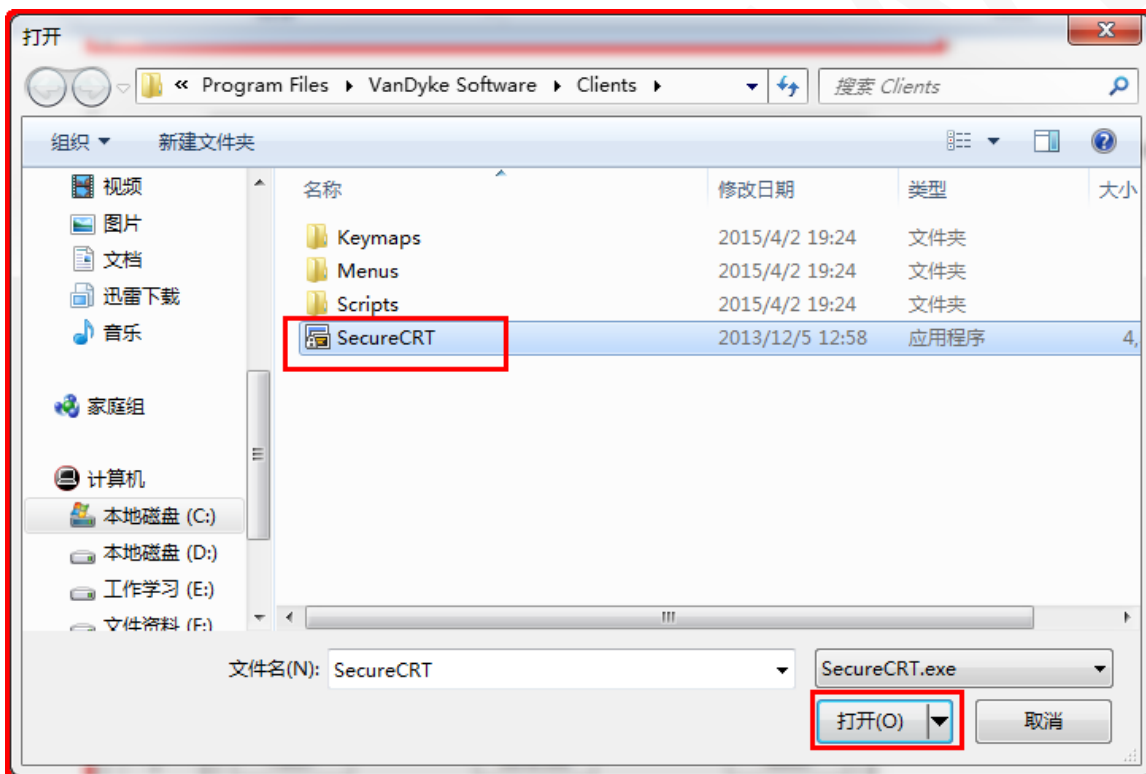 打开
« Program Files ▸ VanDyke Software ▸ Clients ▸ 搜索 Clients
组织 新建文件夹
视频 名称 修改日期 类型 大小
图片 Keymaps 2015/4/2 19:24 文件夹
文档 Menus 2015/4/2 19:24 文件夹
迅雷下载 Scripts 2015/4/2 19:24 文件夹
音乐 SecureCRT 2013/12/5 12:58 应用程序 4,
家庭组
计算机
本地磁盘 (C:)
本地磁盘 (D:)
工作学习 (E:)
文件资料 (F:)
文件名(N): SecureCRT SecureCRT.exe
打开(O) 取消